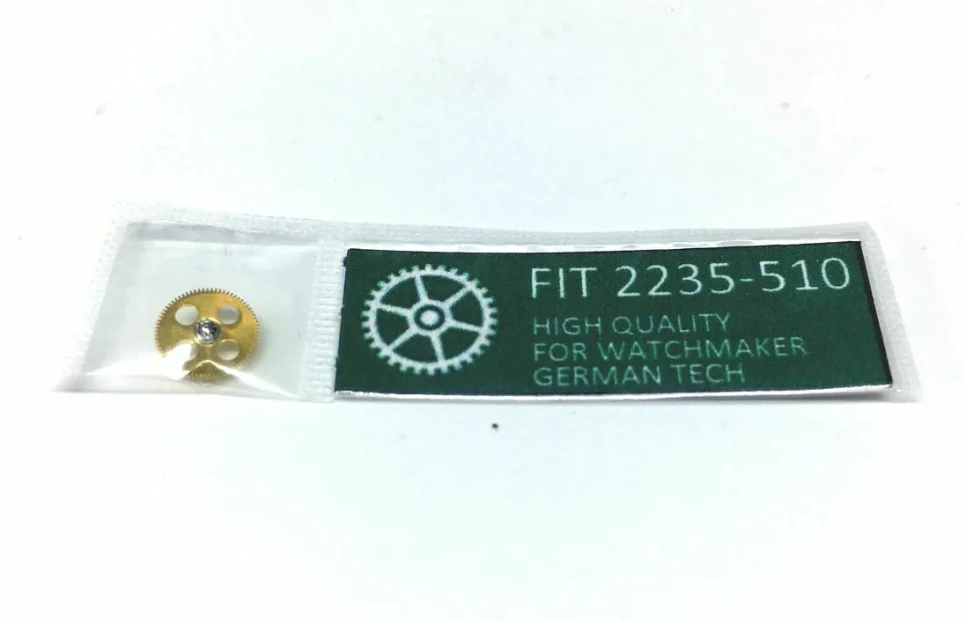 FIT 2235-510
HIGH QUALITY
FOR WATCHMAKER
GERMAN TECH